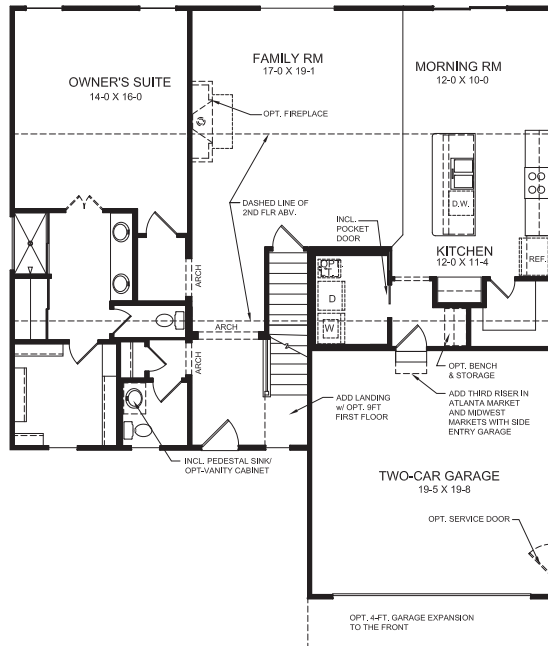 FAMILY RM
17-0 X 19-1
MORNING RM
12-0 X 10-0
OWNER'S SUITE
14-0 X 16-0
OPT. FIREPLACE
DASHED LINE OF
2ND FLR ABV.
INCL.
POCKET
DOOR
D.W.
KITCHEN
12-0 X 11-4
REF.
OPT.
LT.
D
W
ARCH
ARCH
ARCH
2
OPT. BENCH
& STORAGE
ADD LANDING
w/ OPT. 9FT
FIRST FLOOR
ADD THIRD RISER IN
ATLANTA MARKET
AND MIDWEST
MARKETS WITH SIDE
ENTRY GARAGE
INCL. PEDESTAL SINK/
OPT-VANITY CABINET
TWO-CAR GARAGE
19-5 X 19-8
OPT. SERVICE DOOR
OPT. 4-FT. GARAGE EXPANSION
TO THE FRONT